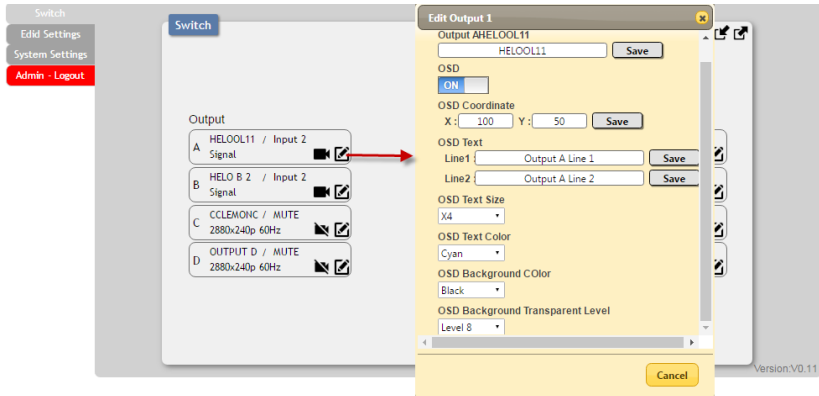 Switch
Edid Settings
System Settings
Admin - Logout
Switch
Output
A HELOOL11 / Input 2
Signal
B HELO B 2 / Input 2
Signal
C CCLEMONC / MUTE
2880x240p 60Hz
D OUTPUT D / MUTE
2880x240p 60Hz
Edit Output 1
Output AHELOOL11
HELOOL11 Save
OSD
ON
OSD Coordinate
X : 100 Y : 50 Save
OSD Text
Line1 : Output A Line 1 Save
Line2 : Output A Line 2 Save
OSD Text Size
X4
OSD Text Color
Cyan
OSD Background COlor
Black
OSD Background Transparent Level
Level 8
Cancel
Version:V0.11